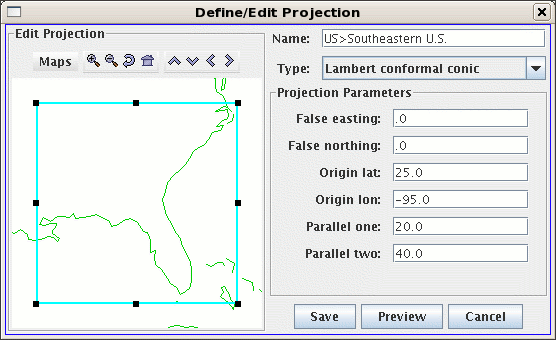 Define/Edit Projection
Edit Projection
Maps
Name: US>Southeastern U.S.
Type: Lambert conformal conic
Projection Parameters
False easting: .0
False northing: .0
Origin lat: 25.0
Origin lon: -95.0
Parallel one: 20.0
Parallel two: 40.0
Save Preview Cancel